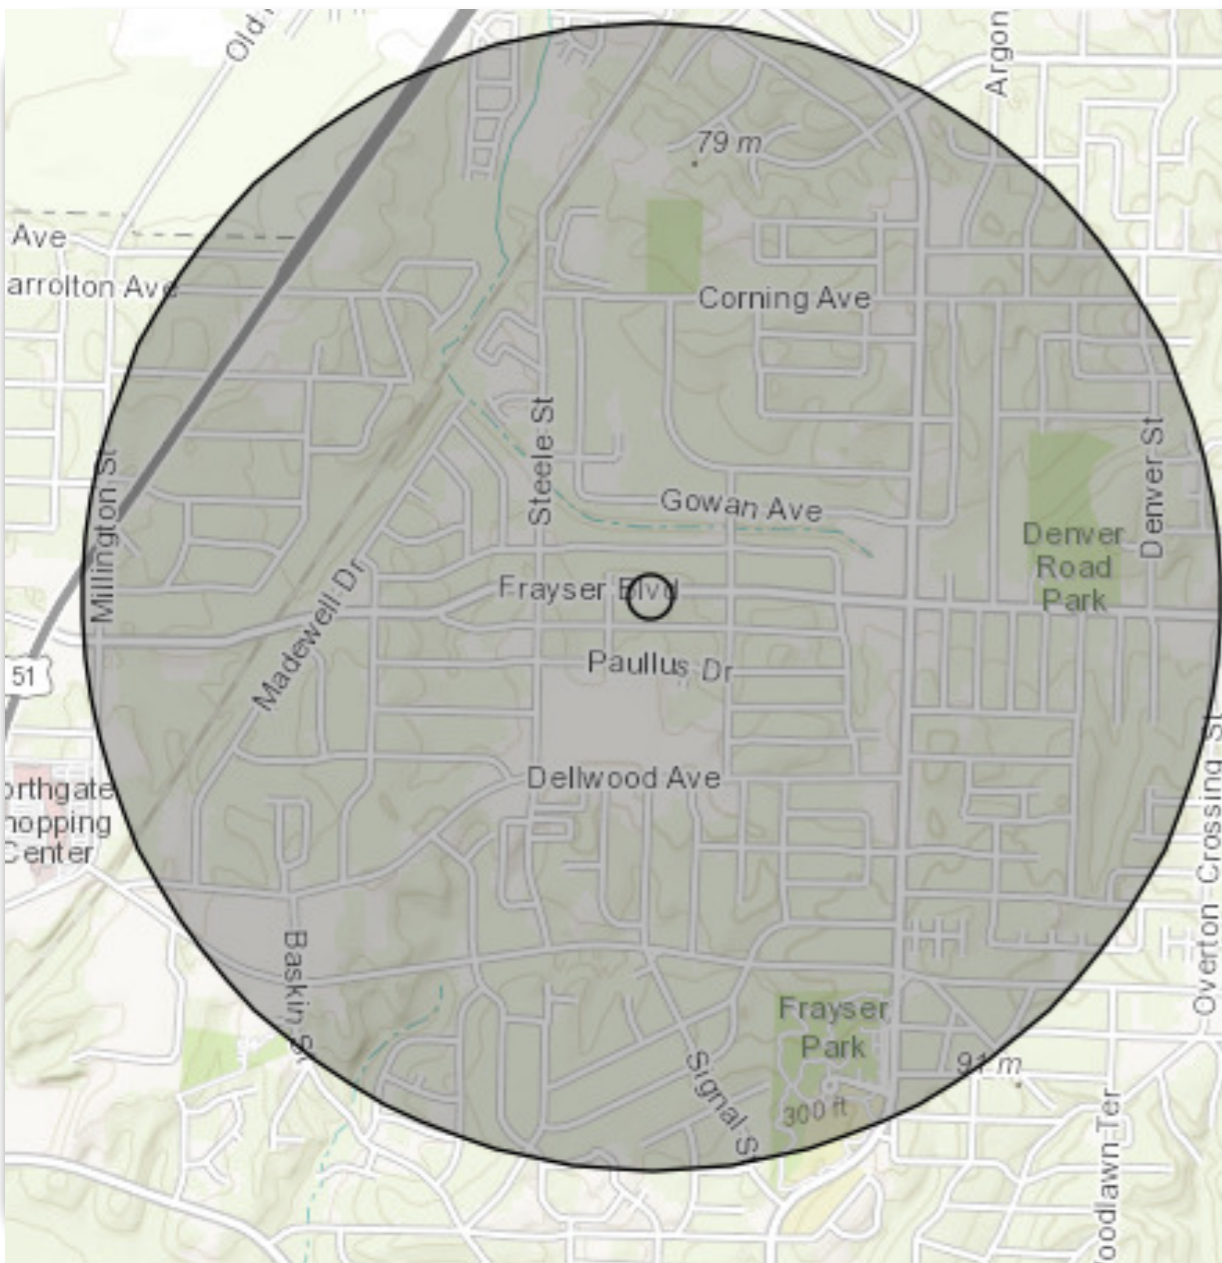 Old
Argon
79 m
Ave
arrolton Ave
Corning Ave
Steele St
Denver St
Millington St
Gowan Ave
Denver
Road
Park
Frayser Blvd
Madewell Dr
Paullus Dr
51
Dellwood Ave
orthgate
hopping
Center
Overton Crossing St
Baskin St
Frayser
Park
91 m
Signal S
300 ft
oodlawn Ter